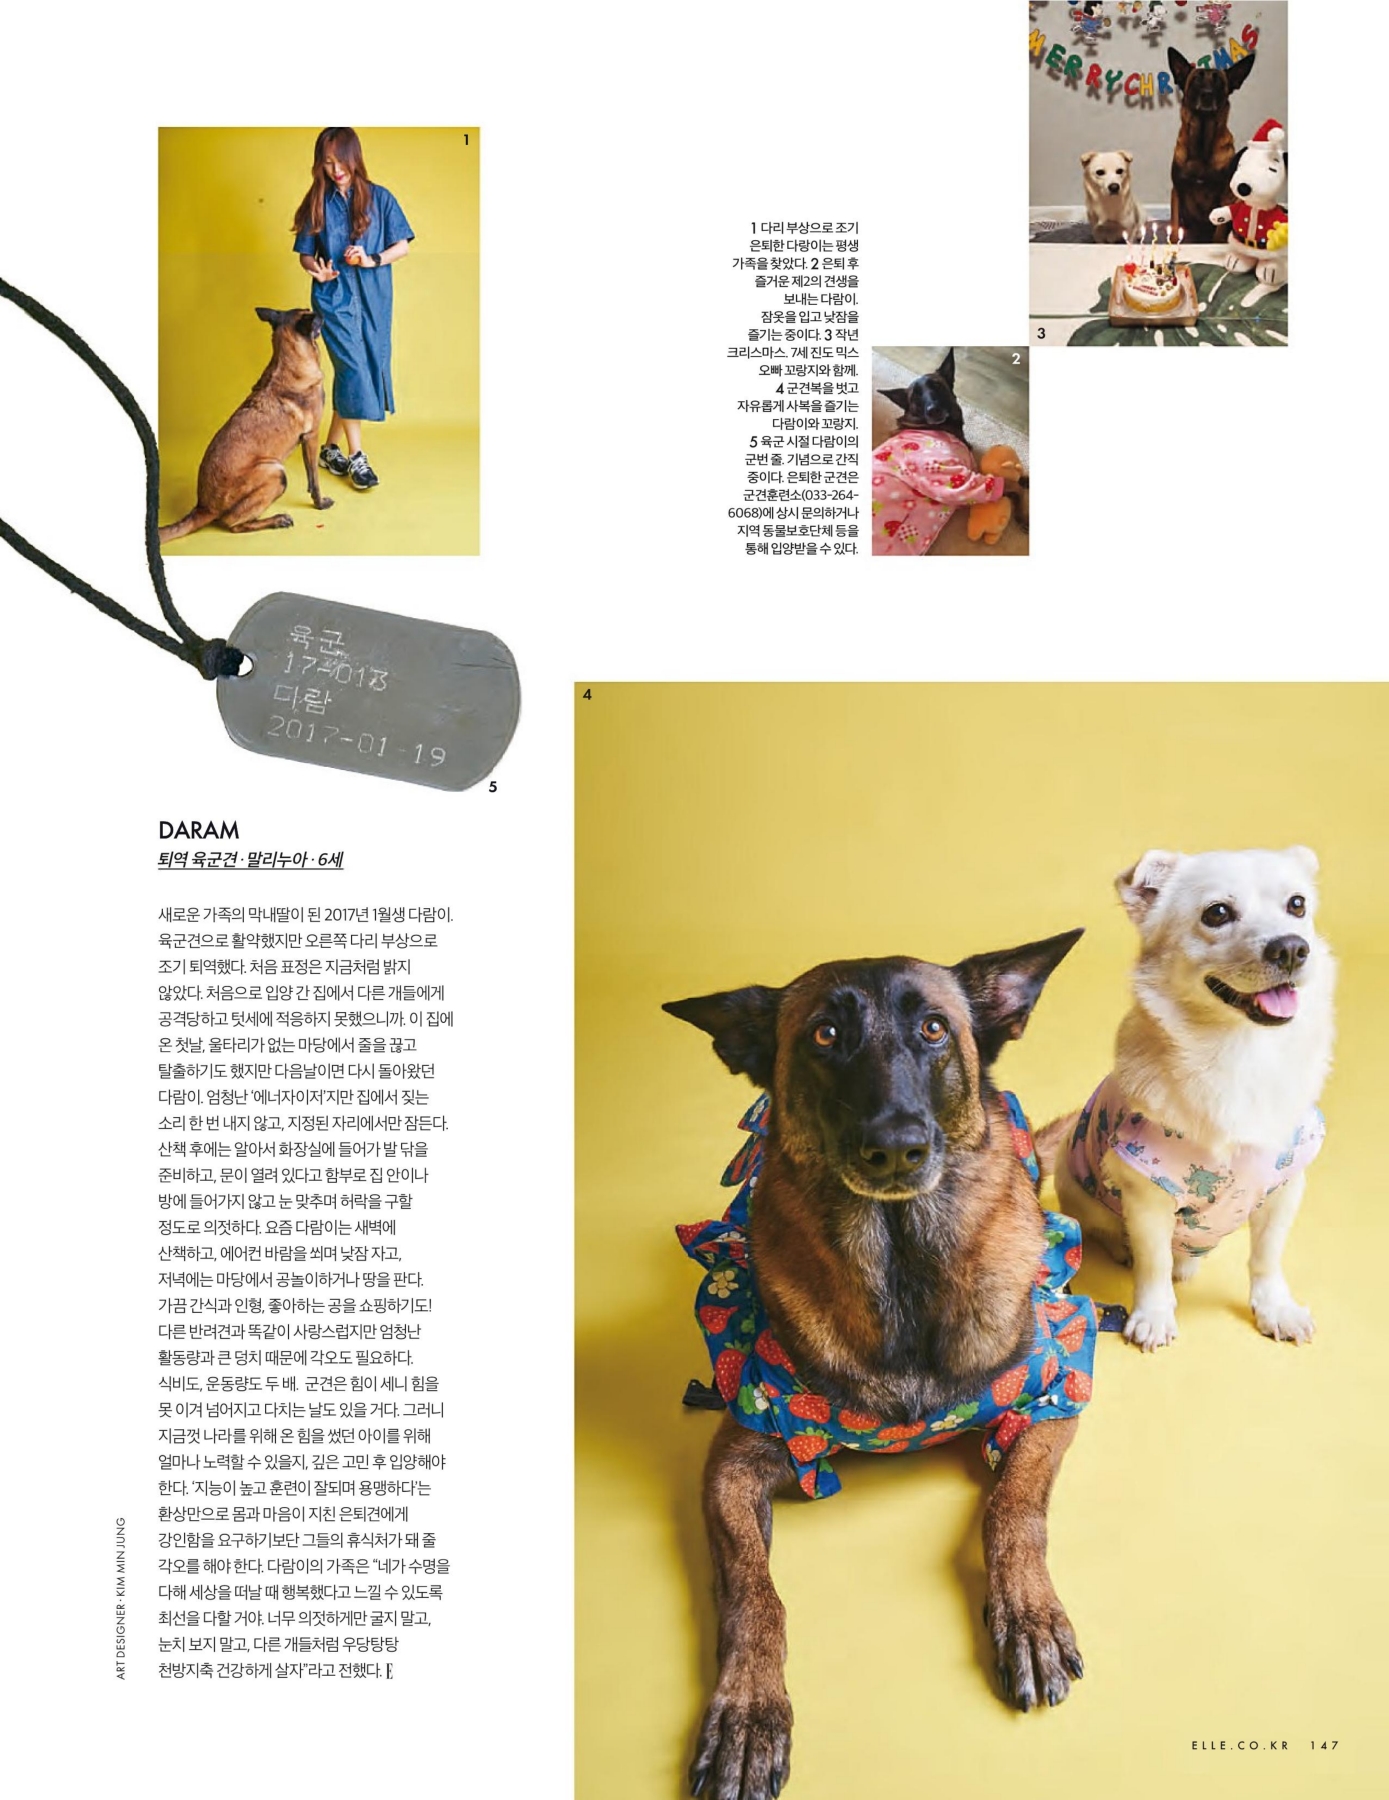 1
1 다리 부상으로 조기
은퇴한 다랑이는 평생
가족을 찾았다. 2 은퇴 후
즐거운 제2의 견생을
보내는 다람이.
잠옷을 입고 낮잠을
즐기는 중이다. 3 작년
크리스마스. 7세 진도 믹스
오빠 꼬랑지와 함께.
4 군견복을 벗고
자유롭게 사복을 즐기는
다람이와 꼬랑지.
5 육군 시절 다람이의
군번 줄. 기념으로 간직
중이다. 은퇴한 군견은
군견훈련소(033-264-
6068)에 상시 문의하거나
지역 동물보호단체 등을
통해 입양받을 수 있다.
MERRY CHRISTMAS
3
2
육군
17-013
다람
2017-01-19
5
4
DARAM
퇴역 육군견 · 말리누아 · 6세
새로운 가족의 막내딸이 된 2017년 1월생 다람이.
육군견으로 활약했지만 오른쪽 다리 부상으로
조기 퇴역했다. 처음 표정은 지금처럼 밝지
않았다. 처음으로 입양 간 집에서 다른 개들에게
공격당하고 텃세에 적응하지 못했으니까. 이 집에
온 첫날, 울타리가 없는 마당에서 줄을 끊고
탈출하기도 했지만 다음날이면 다시 돌아왔던
다람이. 엄청난 ‘에너자이저’지만 집에서 짖는
소리 한 번 내지 않고, 지정된 자리에서만 잠든다.
산책 후에는 알아서 화장실에 들어가 발 닦을
준비하고, 문이 열려 있다고 함부로 집 안이나
방에 들어가지 않고 눈 맞추며 허락을 구할
정도로 의젓하다. 요즘 다람이는 새벽에
산책하고, 에어컨 바람을 쐬며 낮잠 자고,
저녁에는 마당에서 공놀이하거나 땅을 판다.
가끔 간식과 인형, 좋아하는 공을 쇼핑하기도!
다른 반려견과 똑같이 사랑스럽지만 엄청난
활동량과 큰 덩치 때문에 각오도 필요하다.
식비도, 운동량도 두 배. 군견은 힘이 세니 힘을
못 이겨 넘어지고 다치는 날도 있을 거다. 그러니
지금껏 나라를 위해 온 힘을 썼던 아이를 위해
얼마나 노력할 수 있을지, 깊은 고민 후 입양해야
한다. ‘지능이 높고 훈련이 잘되며 용맹하다’는
환상만으로 몸과 마음이 지친 은퇴견에게
강인함을 요구하기보단 그들의 휴식처가 돼 줄
각오를 해야 한다. 다람이의 가족은 “네가 수명을
다해 세상을 떠날 때 행복했다고 느낄 수 있도록
최선을 다할 거야. 너무 의젓하게만 굴지 말고,
눈치 보지 말고, 다른 개들처럼 우당탕탕
천방지축 건강하게 살자”라고 전했다. E
ART DESIGNER · KIM MIN JUNG
ELLE.CO.KR 147